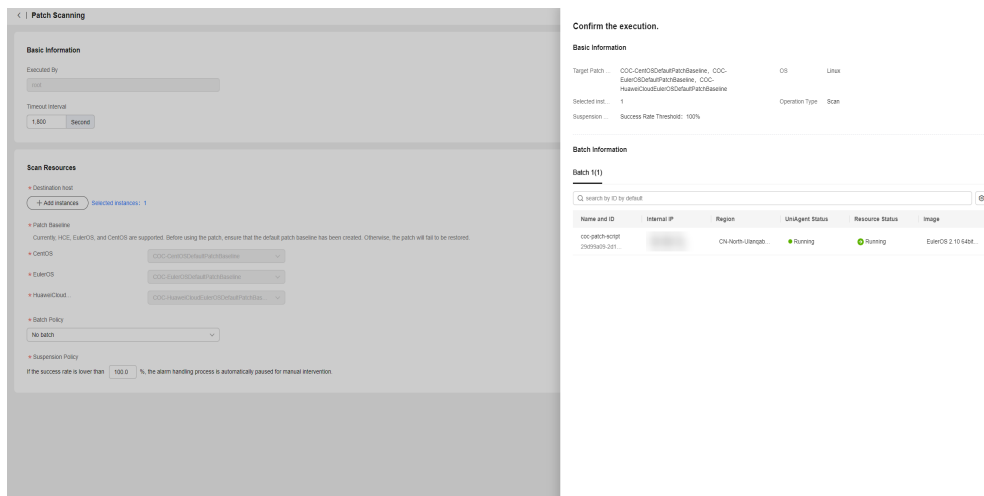 < | Patch Scanning
Basic Information
Executed By
root
Timeout Interval
1,800 Second
Scan Resources
* Destination host
+ Add instances Selected instances: 1
* Patch Baseline
Currently, HCE, EulerOS, and CentOS are supported. Before using the patch, ensure that the default patch baseline has been created. Otherwise, the patch will fail to be restored.
* CentOS COC-CentOSDefaultPatchBaseline
* EulerOS COC-EulerOSDefaultPatchBaseline
* HuaweiCloud... COC-HuaweiCloudEulerOSDefaultPatchBas...
* Batch Policy
No batch
* Suspension Policy
If the success rate is lower than 100.0 %, the alarm handling process is automatically paused for manual intervention.
Confirm the execution.
Basic Information
Target Patch ... COC-CentOSDefaultPatchBaseline, COC-
EulerOSDefaultPatchBaseline, COC-
HuaweiCloudEulerOSDefaultPatchBaseline
OS Linux
Selected inst... 1 Operation Type Scan
Suspension ... Success Rate Threshold: 100%
Batch Information
Batch 1(1)
search by ID by default
Name and ID Internal IP Region UniAgent Status Resource Status Image
coc-patch-script
29d99a09-2d1...
CN-North-Ulanqab... Running Running EulerOS 2.10 64bit...